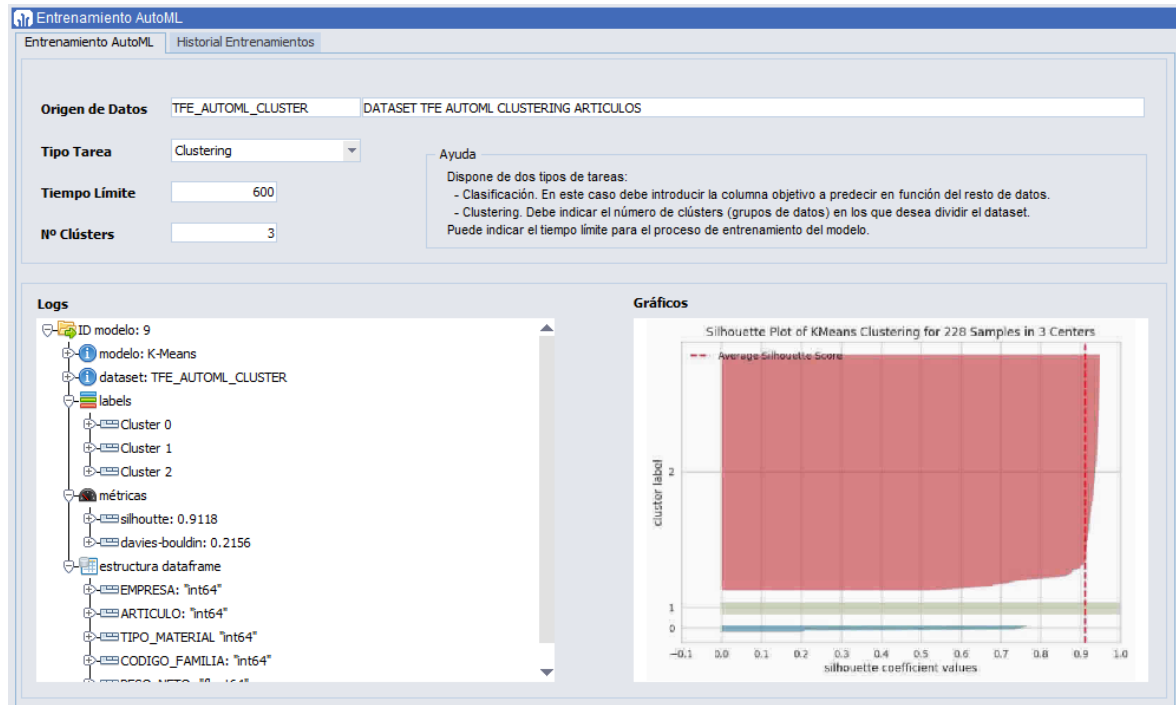 Entrenamiento AutoML
Entrenamiento AutoML Historial Entrenamientos
Origen de Datos TFE_AUTOML_CLUSTER DATASET TFE AUTOML CLUSTERING ARTICULOS
Tipo Tarea Clustering
Tiempo Límite 600
Nº Clústers 3
Ayuda
Dispone de dos tipos de tareas:
- Clasificación. En este caso debe introducir la columna objetivo a predecir en función del resto de datos.
- Clustering. Debe indicar el número de clústers (grupos de datos) en los que desea dividir el dataset.
Puede indicar el tiempo límite para el proceso de entrenamiento del modelo.
Logs
ID modelo: 9
modelo: K-Means
dataset: TFE_AUTOML_CLUSTER
labels
Cluster 0
Cluster 1
Cluster 2
métricas
silhoutte: 0.9118
davies-bouldin: 0.2156
estructura dataframe
EMPRESA: "int64"
ARTICULO: "int64"
TIPO_MATERIAL "int64"
CODIGO_FAMILIA: "int64"
Gráficos
Silhouette Plot of KMeans Clustering for 228 Samples in 3 Centers
Average Silhouette Score
cluster label
2
1
0
−0.1 0.0 0.1 0.2 0.3 0.4 0.5 0.6 0.7 0.8 0.9 1.0
silhouette coefficient values